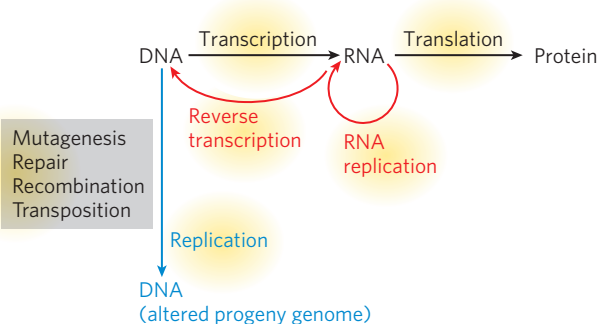 DNA Transcription RNA Translation Protein
Reverse
transcription
RNA
replication
Mutagenesis
Repair
Recombination
Transposition
Replication
DNA
(altered progeny genome)